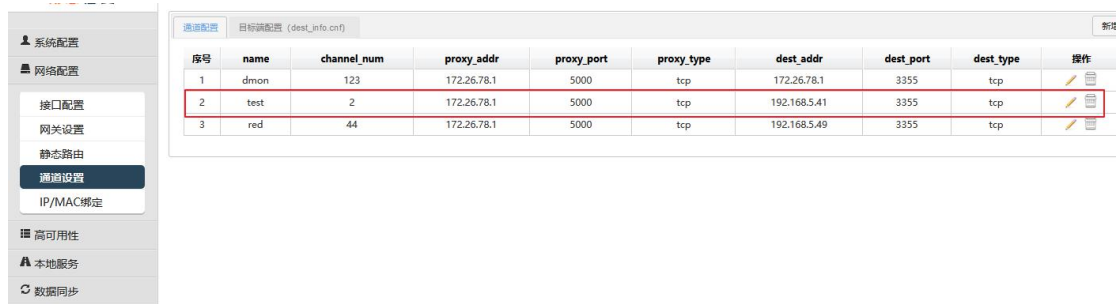 通道配置 目标端配置 (dest_info.cnf) 新增
系统配置
网络配置
接口配置
网关设置
静态路由
通道设置
IP/MAC绑定
高可用性
本地服务
数据同步
序号 name channel_num proxy_addr proxy_port proxy_type dest_addr dest_port dest_type 操作
1 dmon 123 172.26.78.1 5000 tcp 172.26.78.1 3355 tcp
2 test 2 172.26.78.1 5000 tcp 192.168.5.41 3355 tcp
3 red 44 172.26.78.1 5000 tcp 192.168.5.49 3355 tcp